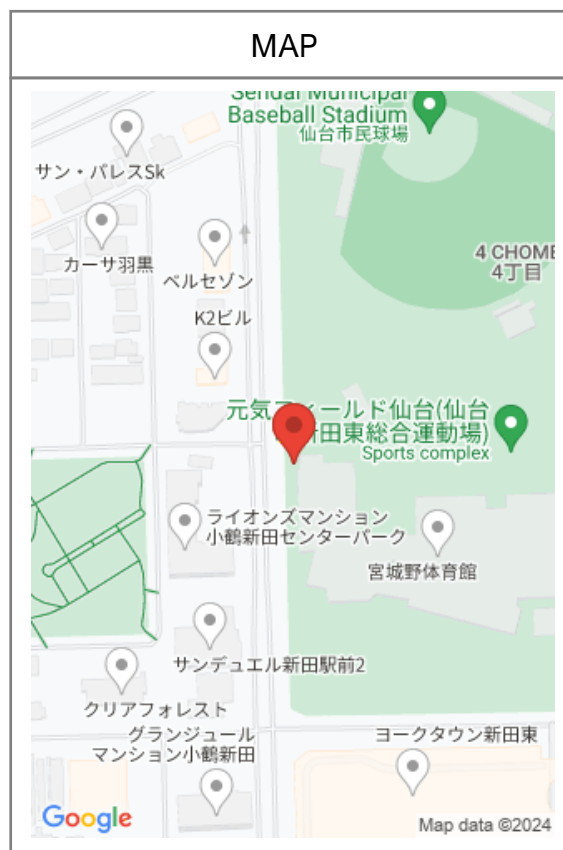 MAP
Sendai Municipal
Baseball Stadium
仙台市民球場
サン・パレスSk
カーサ羽黒
4 CHOME
4丁目
ベルセゾン
K2ビル
元気フィールド仙台(仙台
新田東総合運動場)
Sports complex
ライオンズマンション
小鶴新田センターパーク
宮城野体育館
サンデュエル新田駅前2
クリアフォレスト
グランジュール
マンション小鶴新田
ヨークタウン新田東
Google
Map data ©2024